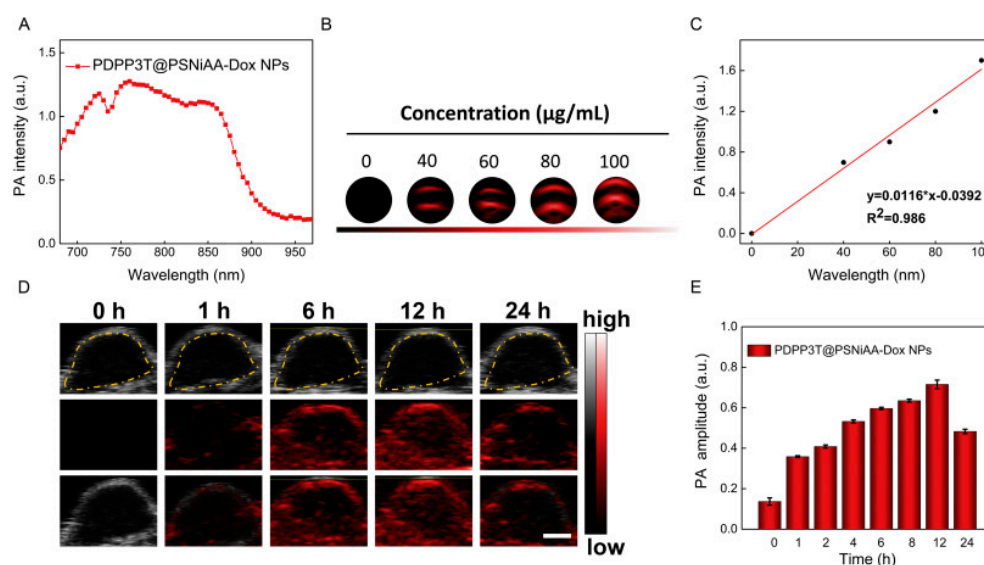 A
PA intensity (a.u.)
1.5
1.0
0.5
0.0
PDPP3T@PSNiAA-Dox NPs
700 750 800 850 900 950
Wavelength (nm)
B
Concentration (µg/mL)
0 40 60 80 100
C
PA intensity (a.u.)
1.8
1.2
0.6
0.0
y=0.0116*x-0.0392
R²=0.986
0 20 40 60 80 100
Wavelength (nm)
D
0 h 1 h 6 h 12 h 24 h
high
low
E
PA amplitude (a.u.)
0.8
0.6
0.4
0.2
0.0
PDPP3T@PSNiAA-Dox NPs
0 1 2 4 6 8 12 24
Time (h)